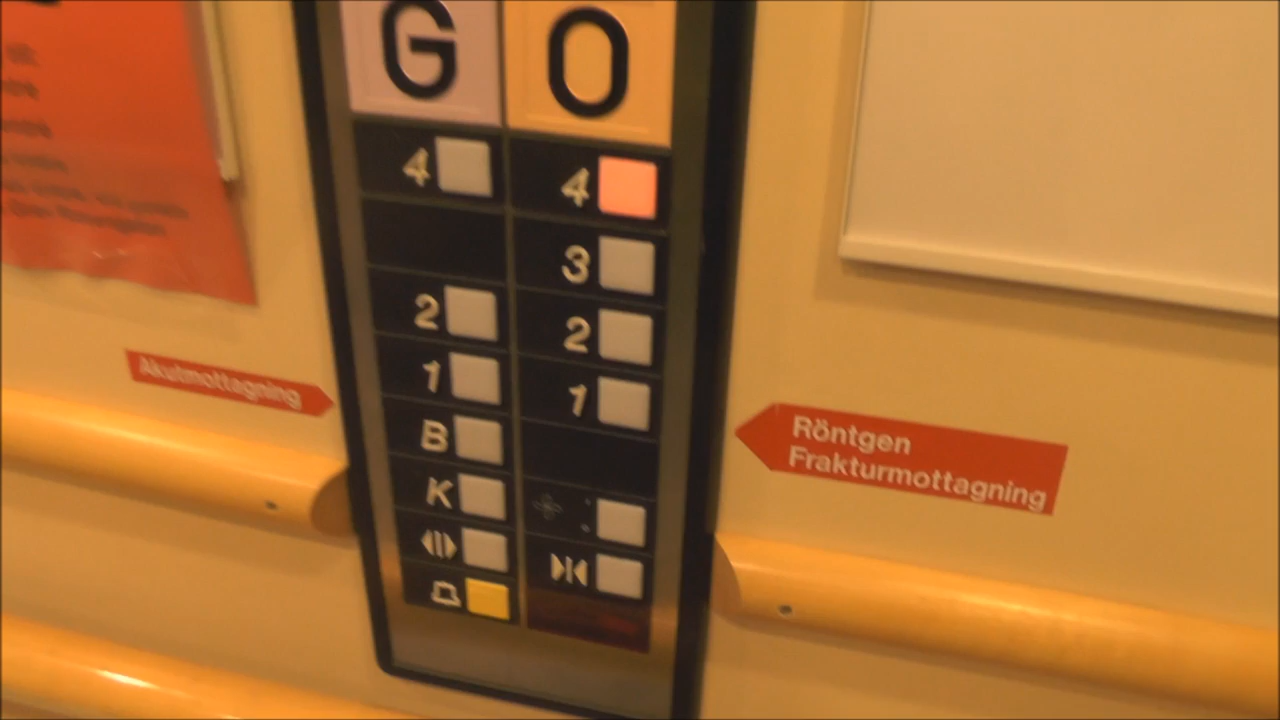 G O
4 4
3
2 2
1 1
B
K
Akutmottagning
Röntgen
Frakturmottagning